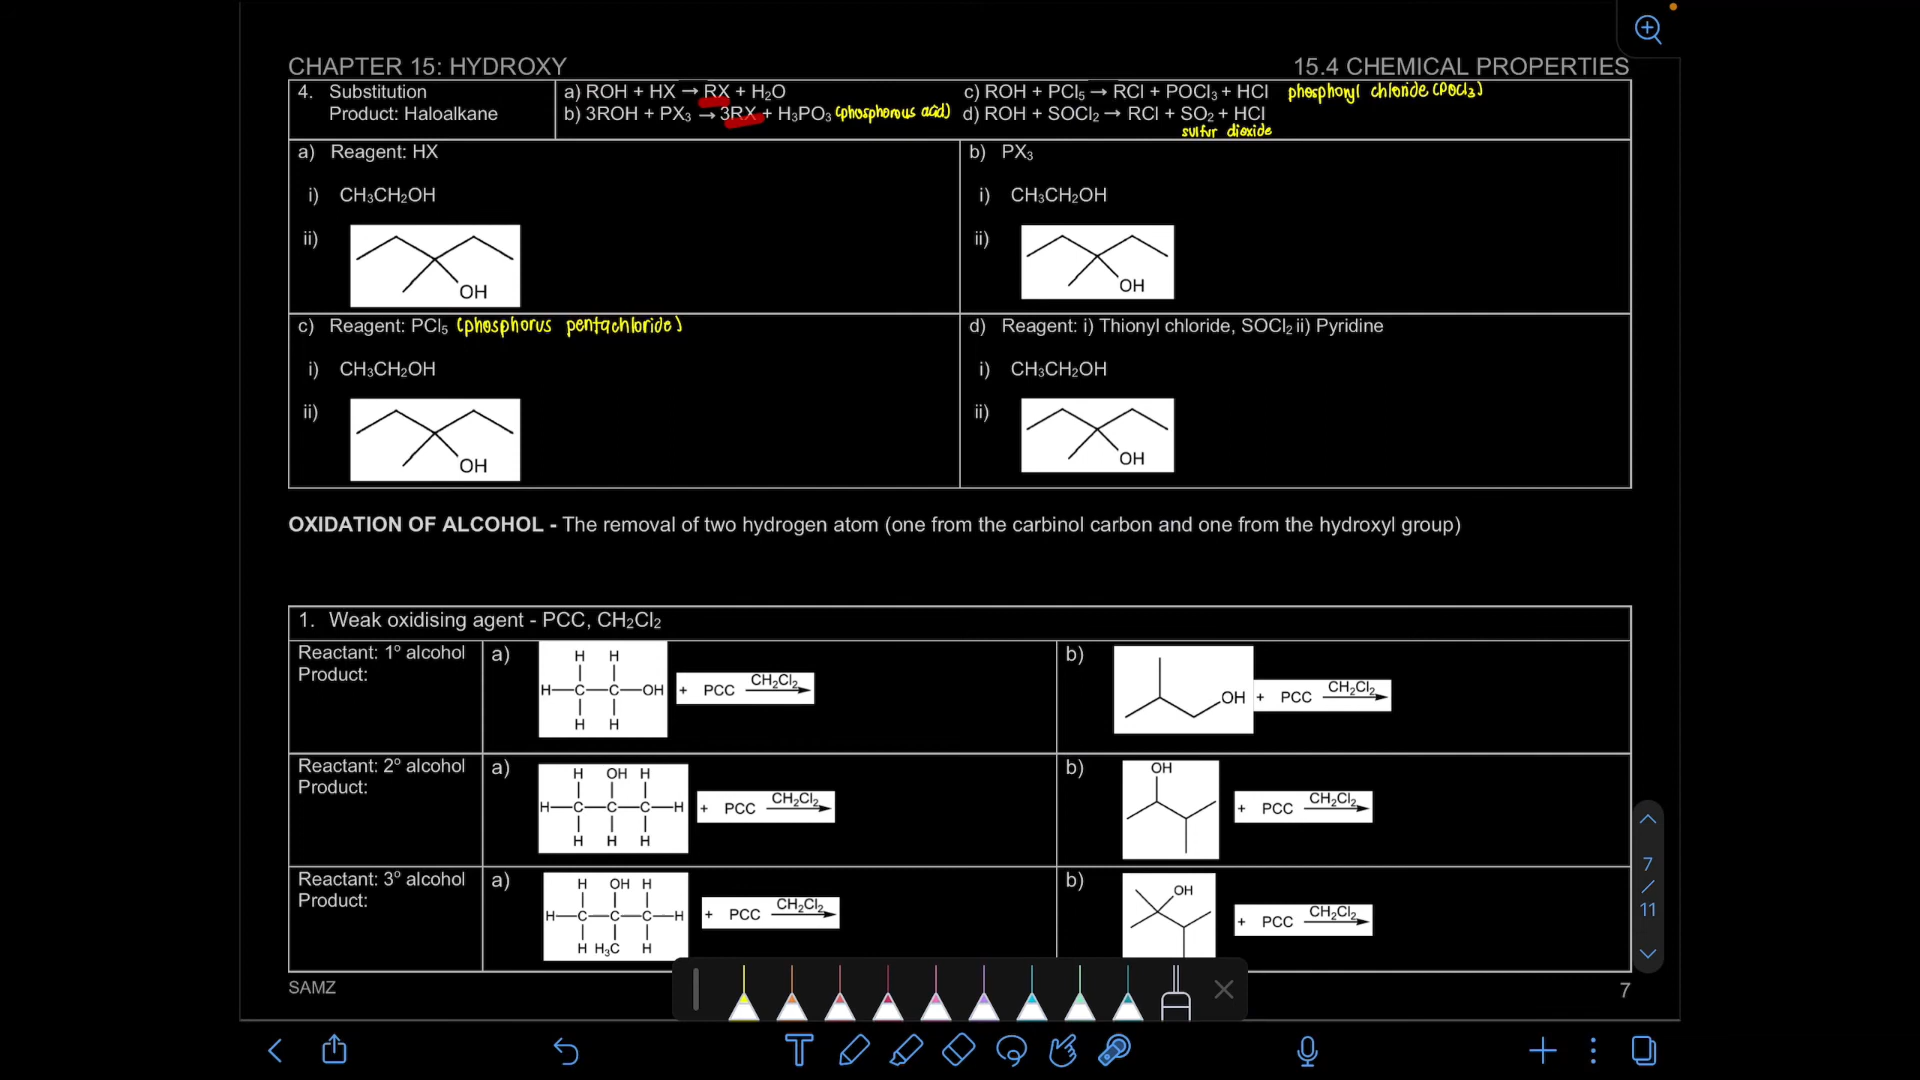 CHAPTER 15: HYDROXY
15.4 CHEMICAL PROPERTIES
4. Substitution
Product: Haloalkane
a) ROH + HX → RX + H₂O
b) 3ROH + PX₃ → 3RX + H₃PO₃ (phosphorous acid)
c) ROH + PCl₅ → RCl + POCl₃ + HCl phosphoryl chloride (POCl₃)
d) ROH + SOCl₂ → RCl + SO₂ + HCl
sulfur dioxide
a) Reagent: HX
i) CH₃CH₂OH
ii)
OH
b) PX₃
i) CH₃CH₂OH
ii)
OH
c) Reagent: PCl₅ (phosphorus pentachloride)
i) CH₃CH₂OH
ii)
OH
d) Reagent: i) Thionyl chloride, SOCl₂ ii) Pyridine
i) CH₃CH₂OH
ii)
OH
OXIDATION OF ALCOHOL - The removal of two hydrogen atom (one from the carbinol carbon and one from the hydroxyl group)
1. Weak oxidising agent - PCC, CH₂Cl₂
Reactant: 1º alcohol
Product:
a)
H H
H—C—C—OH + PCC CH₂Cl₂
H H
b)
OH + PCC CH₂Cl₂
Reactant: 2º alcohol
Product:
a)
H OH H
H—C—C—C—H + PCC CH₂Cl₂
H H H
b)
OH
+ PCC CH₂Cl₂
Reactant: 3º alcohol
Product:
a)
H OH H
H—C—C—C—H + PCC CH₂Cl₂
H H₃C H
b)
OH
+ PCC CH₂Cl₂
SAMZ
7
7
/
11
T